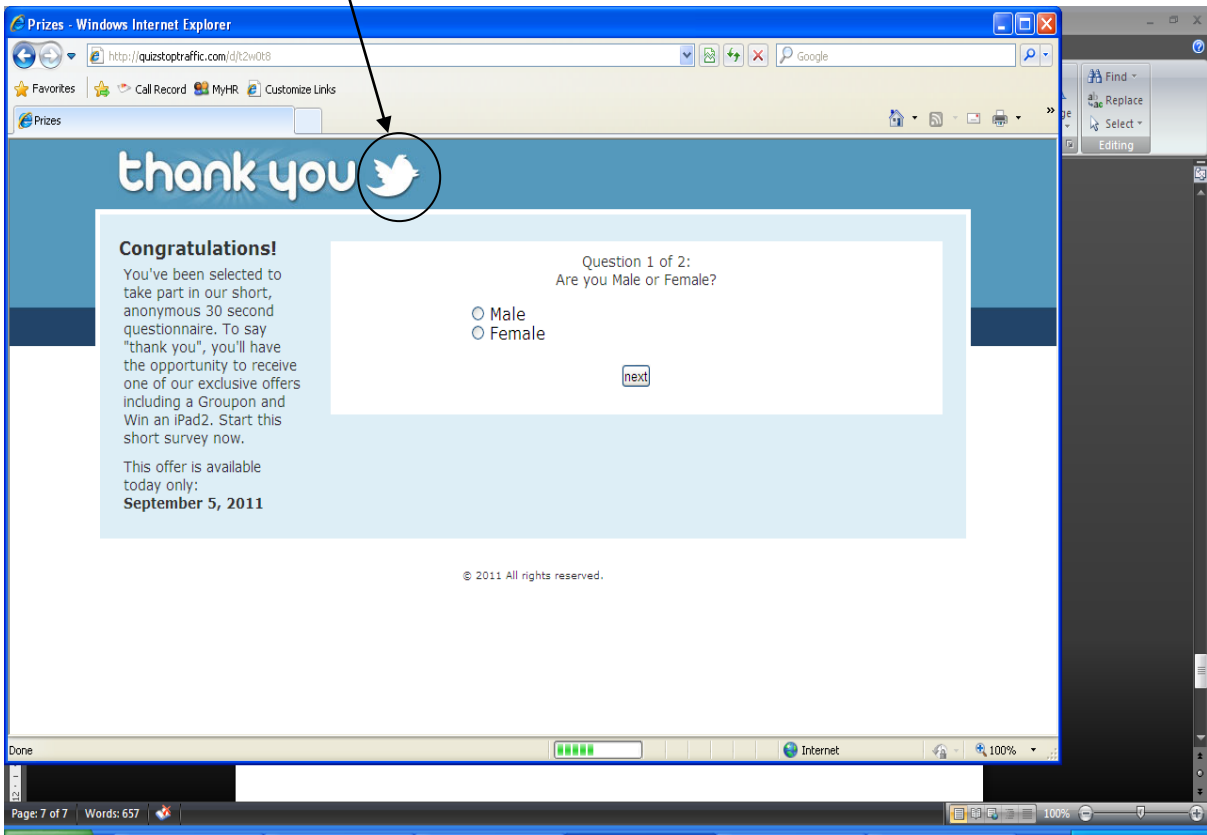 Prizes - Windows Internet Explorer
http://quizstoptraffic.com/d/t2w0t8
Google
Favorites
Call Record
MyHR
Customize Links
Prizes
Find
Replace
Select
Editing
thank you
Congratulations!
You've been selected to
take part in our short,
anonymous 30 second
questionnaire. To say
"thank you", you'll have
the opportunity to receive
one of our exclusive offers
including a Groupon and
Win an iPad2. Start this
short survey now.
This offer is available
today only:
September 5, 2011
Question 1 of 2:
Are you Male or Female?
Male
Female
next
© 2011 All rights reserved.
Done
Internet
100%
12
Page: 7 of 7
Words: 657
100%